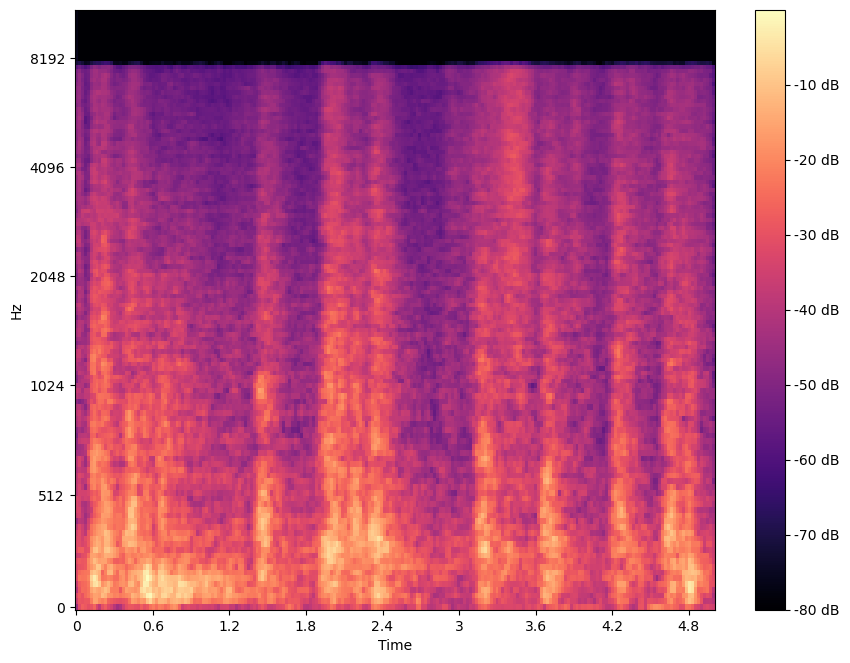 8192
4096
2048
1024
512
0
Hz
0 0.6 1.2 1.8 2.4 3 3.6 4.2 4.8
Time
-10 dB
-20 dB
-30 dB
-40 dB
-50 dB
-60 dB
-70 dB
-80 dB